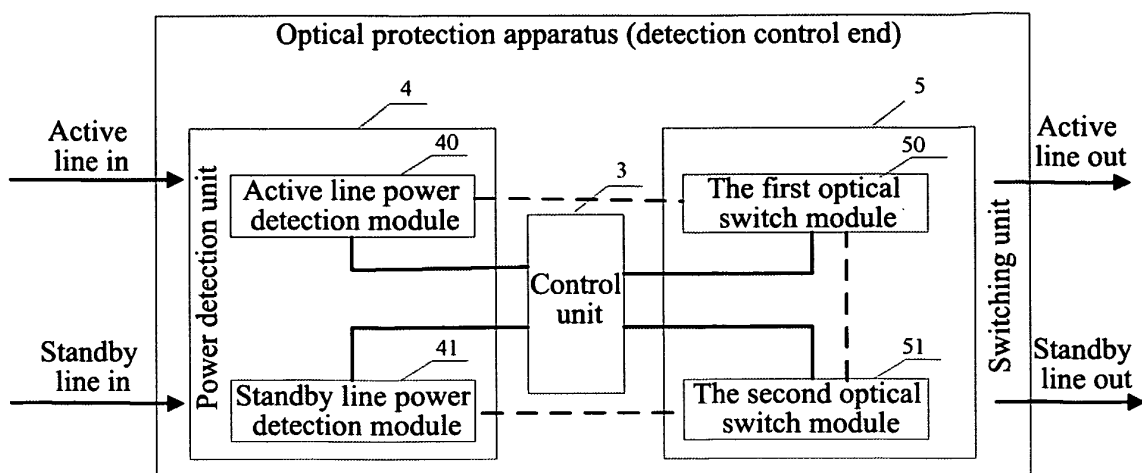 Optical protection apparatus (detection control end)
4
5
Active
line in
Active
line out
40
Active line power
detection module
3
50
The first optical
switch module
Power detection unit
Control
unit
Switching unit
Standby
line in
Standby
line out
41
Standby line power
detection module
51
The second optical
switch module